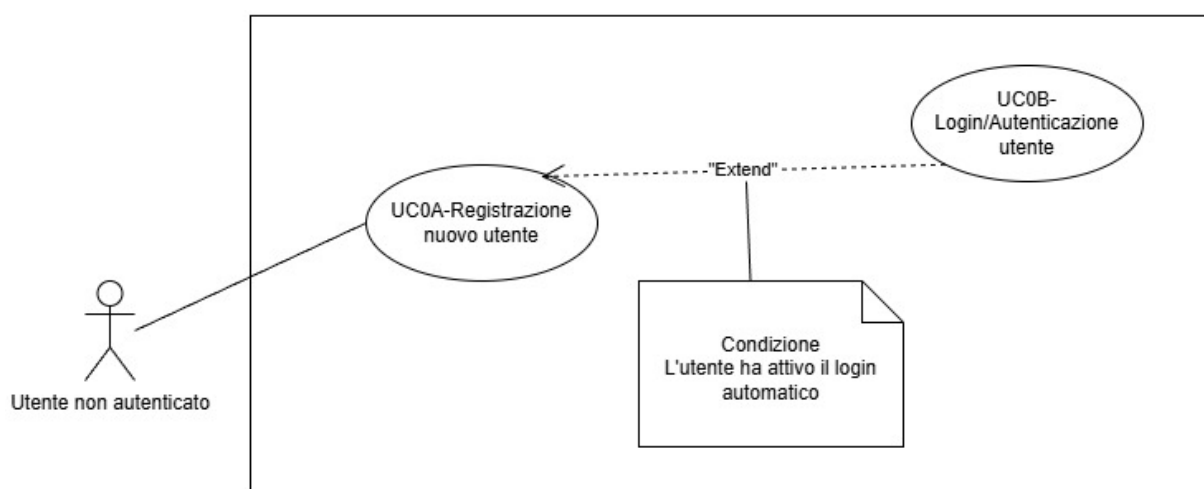 UC0B-
Login/Autenticazione
utente
"Extend"
UC0A-Registrazione
nuovo utente
Condizione
L'utente ha attivo il login
automatico
Utente non autenticato